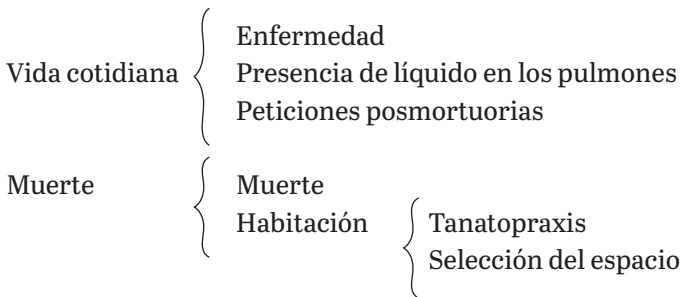 Enfermedad
Vida cotidiana Presencia de líquido en los pulmones
Peticiones posmortuorias
Muerte Muerte
Habitación Tanatopraxis
Selección del espacio